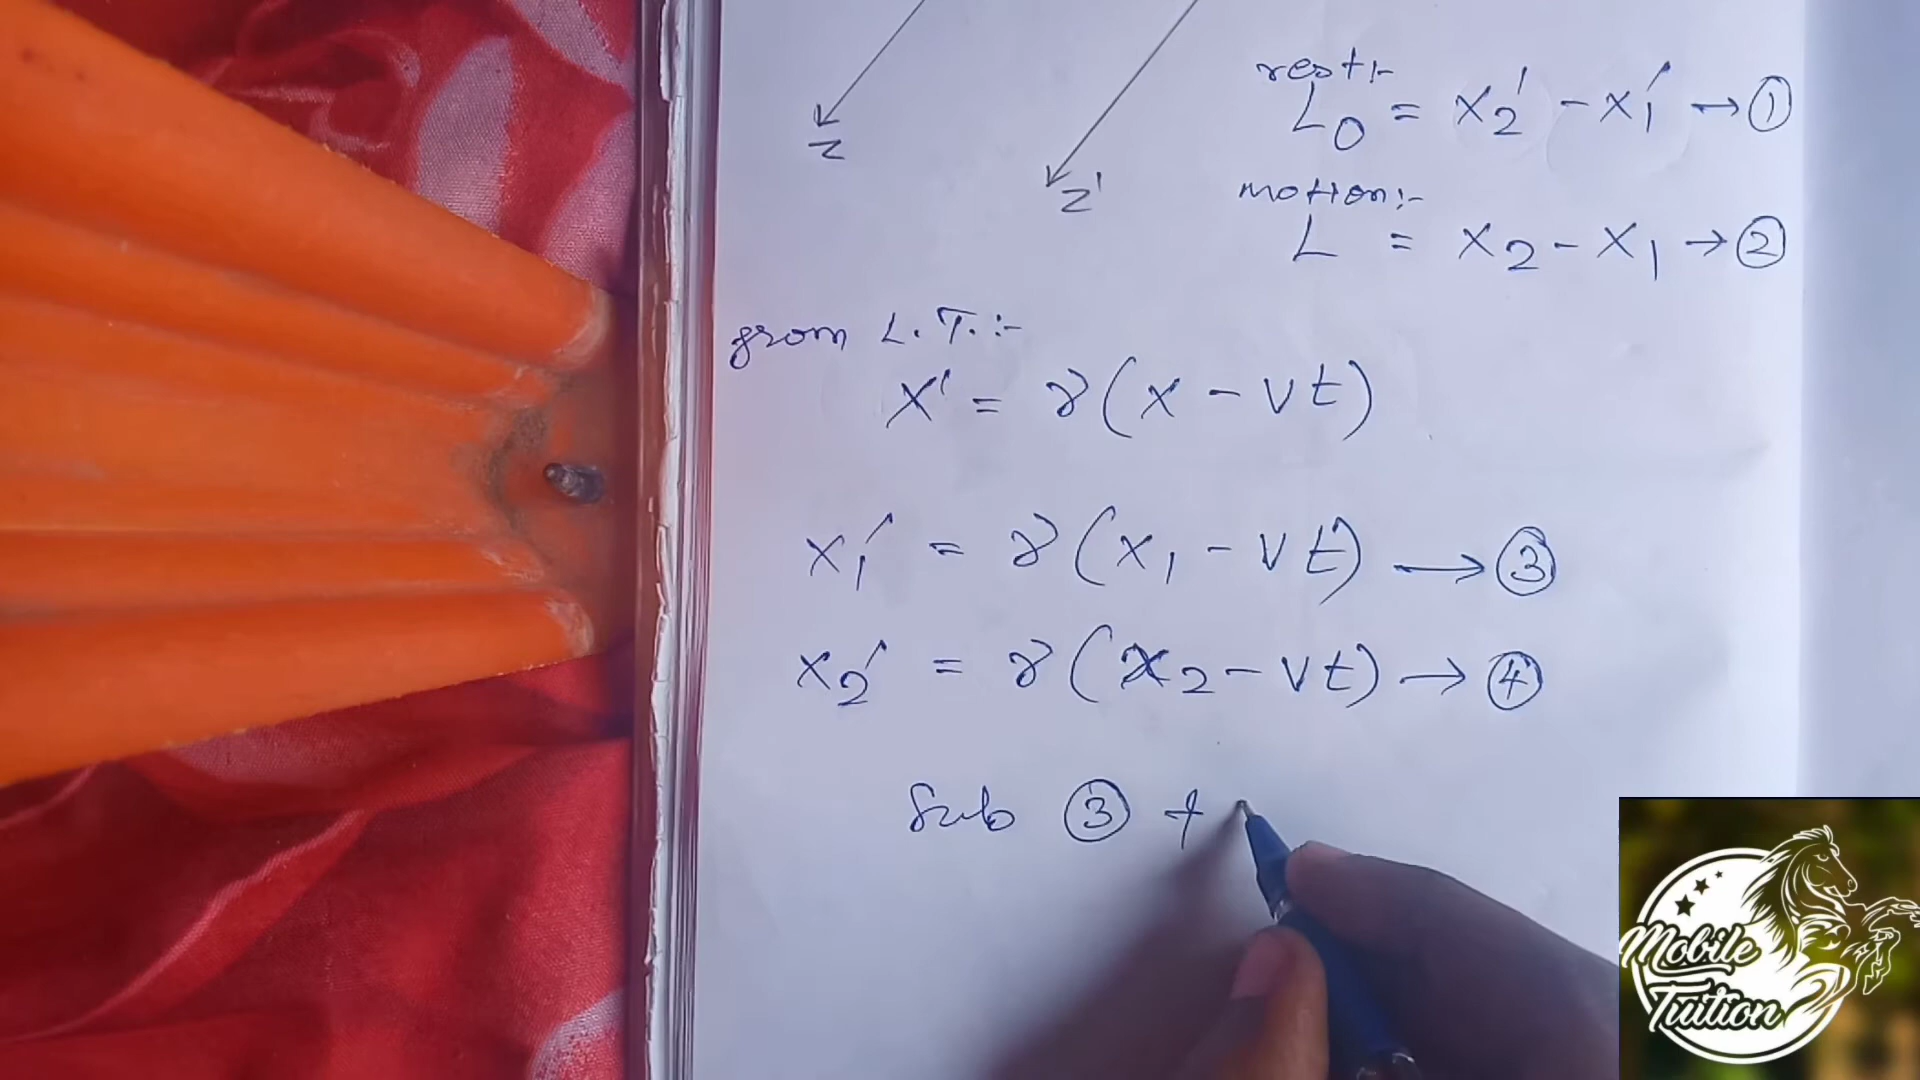 rest:-
L₀ = x₂' - x₁' → ①
motion:-
L = x₂ - x₁ → ②
z
z'
from L.T.:-
x' = γ(x - vt)
x₁' = γ(x₁ - vt) → ③
x₂' = γ(x₂ - vt) → ④
Sub ③ +
Mobile
Tuition